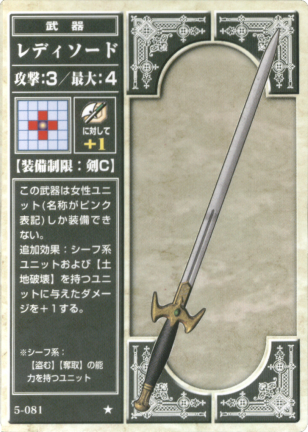 武器
レディソード
攻撃:3/最大:4
に対して
+1
【装備制限:剣C】
この武器は女性ユニ
ット(名称がピンク
表記)しか装備でき
ない。
追加効果:シーフ系
ユニットおよび【土
地破壊】を持つユニ
ットに与えたダメー
ジを+1する。
※シーフ系:
【盗む】【奪取】の能
力を持つユニット
5-081
★